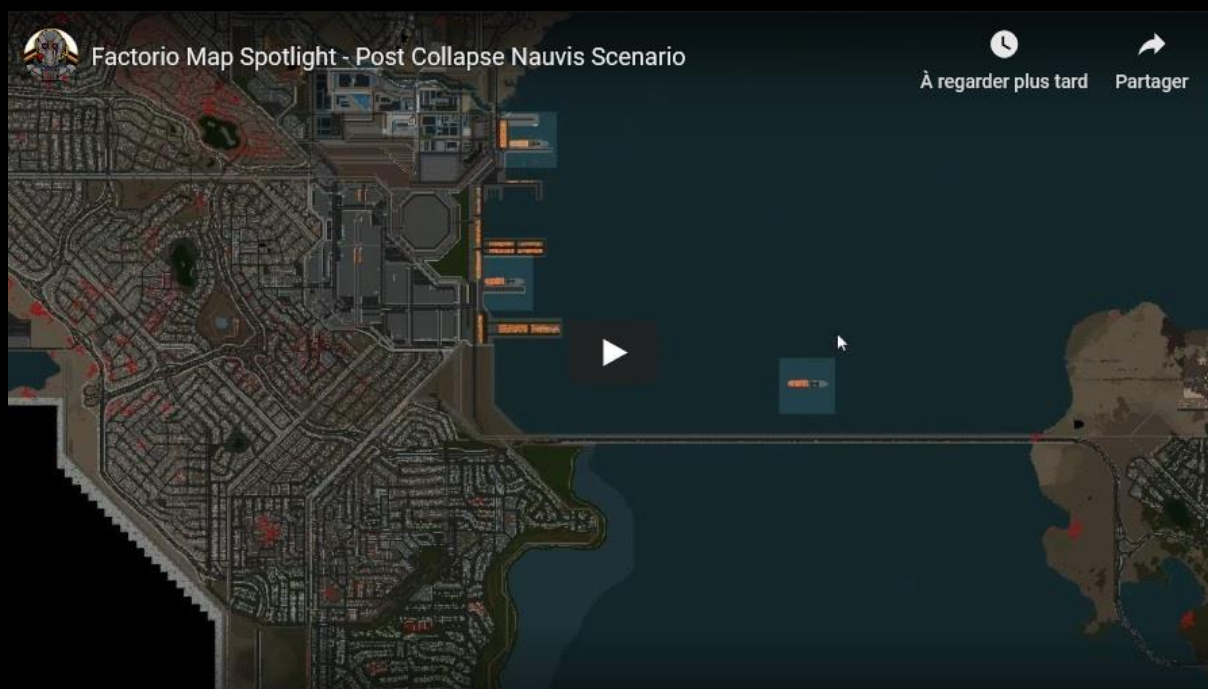 Factorio Map Spotlight - Post Collapse Nauvis Scenario
À regarder plus tard
Partager